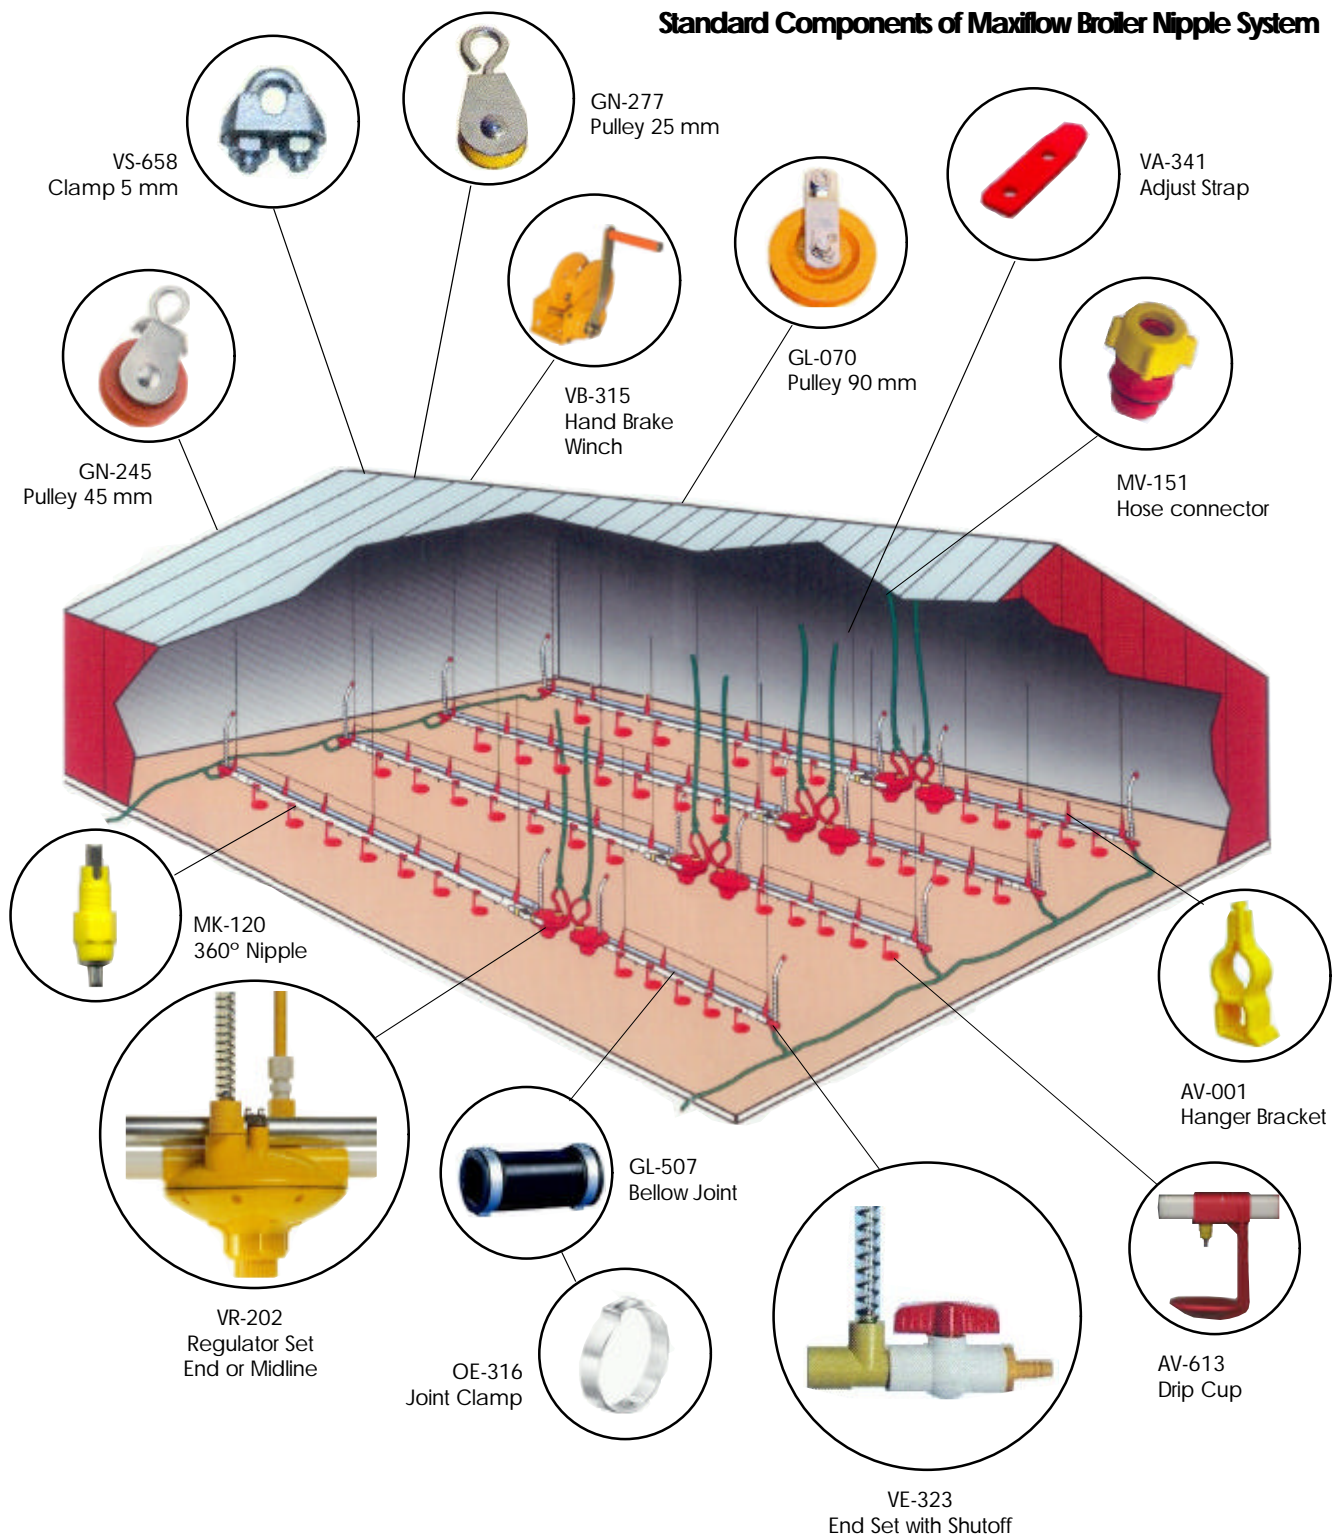 Standard Components of Maxiflow Broiler Nipple System
GN-277
Pulley 25 mm
VS-658
Clamp 5 mm
VA-341
Adjust Strap
GL-070
Pulley 90 mm
VB-315
Hand Brake
Winch
GN-245
Pulley 45 mm
MV-151
Hose connector
MK-120
360° Nipple
AV-001
Hanger Bracket
GL-507
Bellow Joint
VR-202
Regulator Set
End or Midline
OE-316
Joint Clamp
AV-613
Drip Cup
VE-323
End Set with Shutoff